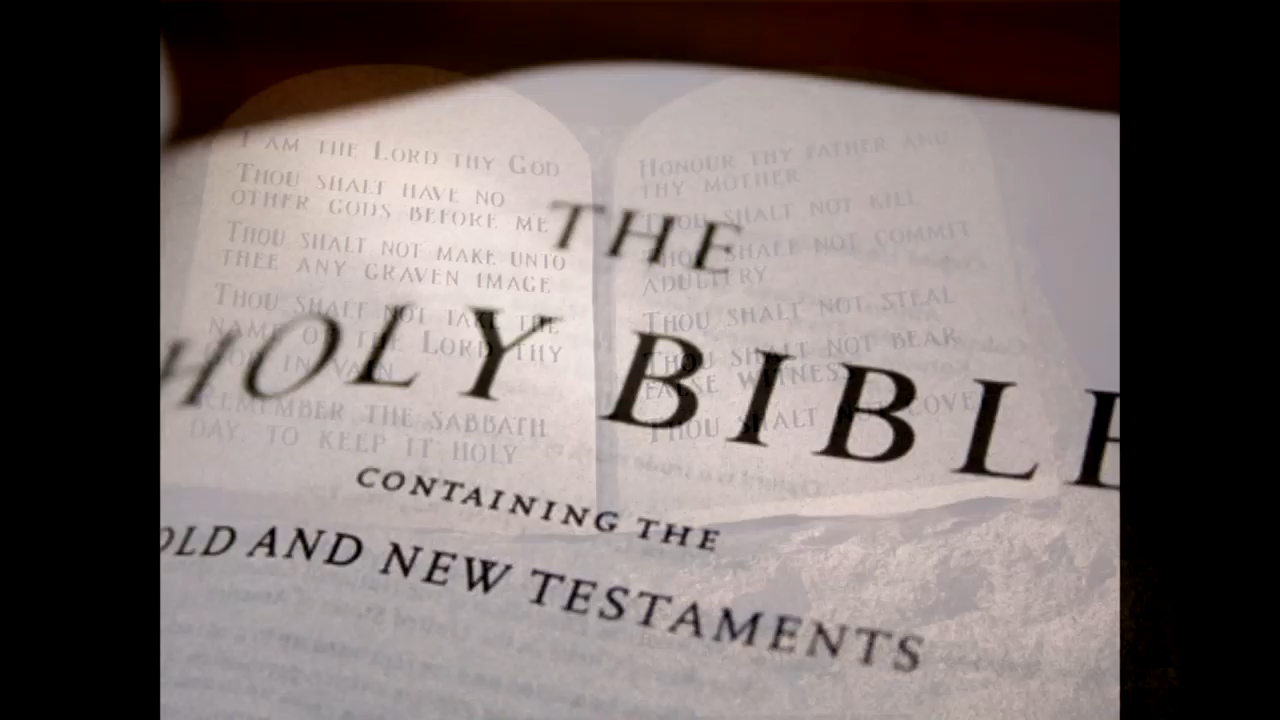 THE
HOLY BIBLE
CONTAINING THE
OLD AND NEW TESTAMENTS
I AM THE LORD THY GOD
THOU SHALT HAVE NO
OTHER GODS BEFORE ME
THOU SHALT NOT MAKE UNTO
THEE ANY GRAVEN IMAGE
THOU SHALT NOT TAKE THE
NAME OF THE LORD THY
GOD IN VAIN
REMEMBER THE SABBATH
DAY, TO KEEP IT HOLY
HONOUR THY FATHER AND
THY MOTHER
THOU SHALT NOT KILL
THOU SHALT NOT COMMIT
ADULTERY
THOU SHALT NOT STEAL
THOU SHALT NOT BEAR
FALSE WITNESS
THOU SHALT NOT COVET